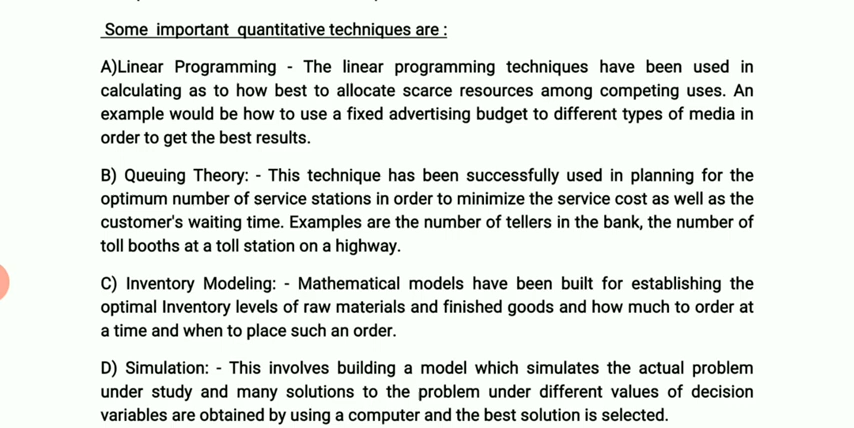 Some important quantitative techniques are :
A)Linear Programming - The linear programming techniques have been used in
calculating as to how best to allocate scarce resources among competing uses. An
example would be how to use a fixed advertising budget to different types of media in
order to get the best results.
B) Queuing Theory: - This technique has been successfully used in planning for the
optimum number of service stations in order to minimize the service cost as well as the
customer's waiting time. Examples are the number of tellers in the bank, the number of
toll booths at a toll station on a highway.
C) Inventory Modeling: - Mathematical models have been built for establishing the
optimal Inventory levels of raw materials and finished goods and how much to order at
a time and when to place such an order.
D) Simulation: - This involves building a model which simulates the actual problem
under study and many solutions to the problem under different values of decision
variables are obtained by using a computer and the best solution is selected.